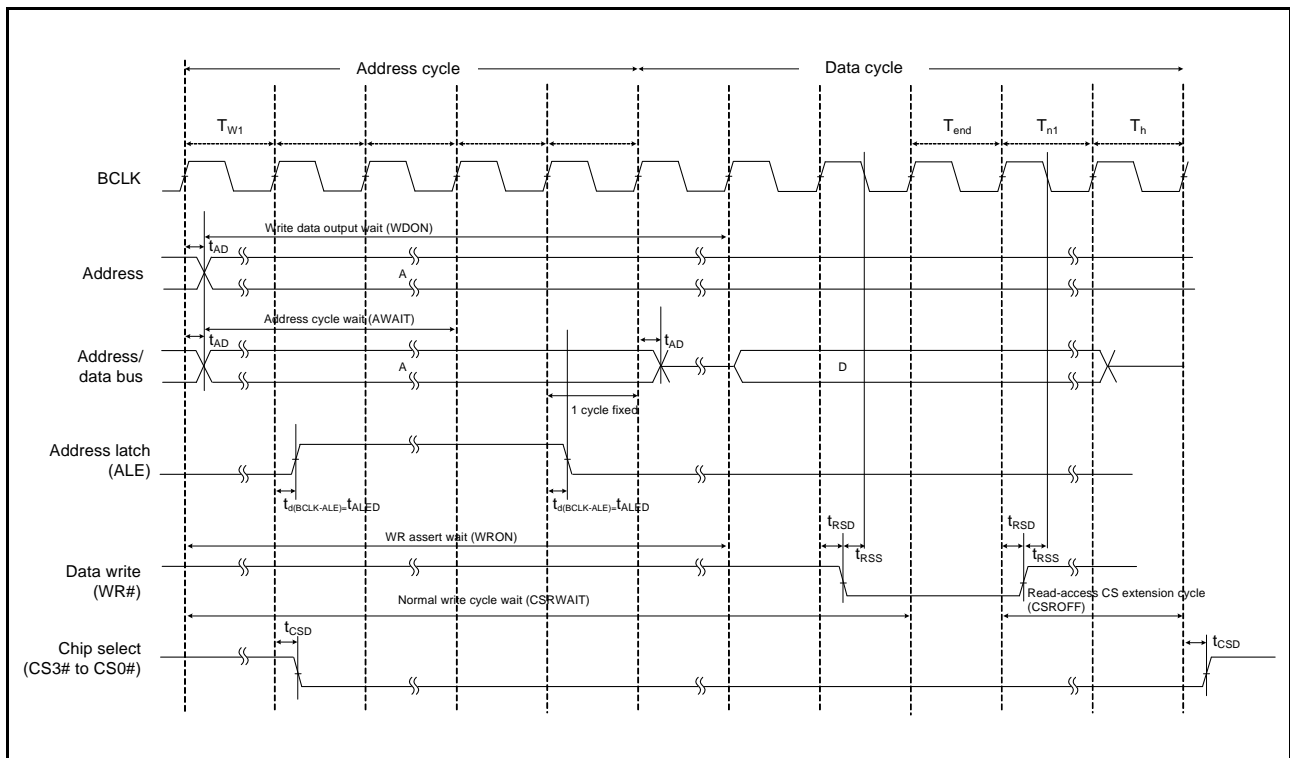 Address cycle
Data cycle
TW1
Tend
Tn1
Th
BCLK
Write data output wait (WDON)
tAD
Address
A
Address cycle wait (AWAIT)
tAD
tAD
Address/
data bus
A
D
1 cycle fixed
Address latch
(ALE)
td(BCLK-ALE)=tALED
td(BCLK-ALE)=tALED
tRSD
tRSD
WR assert wait (WRON)
tRSS
tRSS
Data write
(WR#)
Normal write cycle wait (CSRWAIT)
Read-access CS extension cycle
(CSROFF)
tCSD
tCSD
Chip select
(CS3# to CS0#)